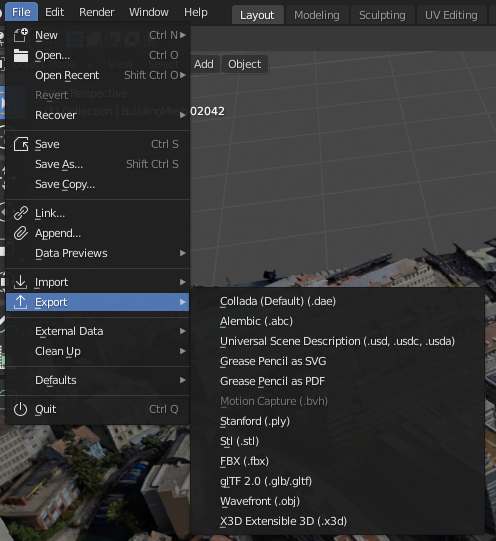 File Edit Render Window Help Layout Modeling Sculpting UV Editing
New Ctrl N
Open... Ctrl O
Add Object
Open Recent Shift Ctrl O
Revert
Perspective
Recover
Collection | Building 02042
Save Ctrl S
Save As... Shift Ctrl S
Save Copy...
Link...
Append...
Data Previews
Import
Export
Collada (Default) (.dae)
Alembic (.abc)
Universal Scene Description (.usd, .usdc, .usda)
Grease Pencil as SVG
Grease Pencil as PDF
Motion Capture (.bvh)
Stanford (.ply)
Stl (.stl)
FBX (.fbx)
glTF 2.0 (.glb/.gltf)
Wavefront (.obj)
X3D Extensible 3D (.x3d)
External Data
Clean Up
Defaults
Quit Ctrl Q